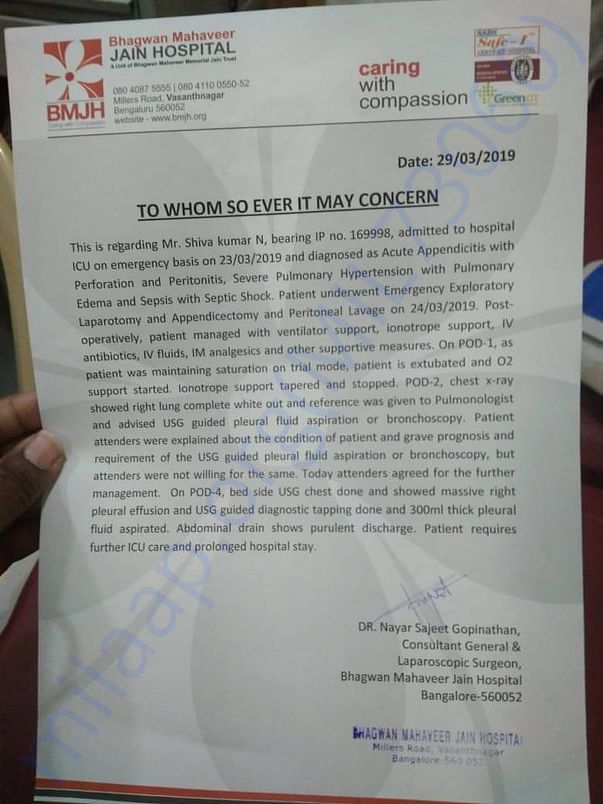 Bhagwan Mahaveer
JAIN HOSPITAL
A Unit of Bhagwan Mahaveer Memorial Jain Trust
BMJH
080 4087 5555 | 080 4110 0550-52
Millers Road, Vasanthnagar
Bengaluru 560052
website - www.bmjh.org
caring
with
compassion
NABH
Safe-I
GreenOT
Date: 29/03/2019
TO WHOM SO EVER IT MAY CONCERN
This is regarding Mr. Shiva kumar N, bearing IP no. 169998, admitted to hospital
ICU on emergency basis on 23/03/2019 and diagnosed as Acute Appendicitis with
Perforation and Peritonitis, Severe Pulmonary Hypertension with Pulmonary
Edema and Sepsis with Septic Shock. Patient underwent Emergency Exploratory
Laparotomy and Appendicectomy and Peritoneal Lavage on 24/03/2019. Post-
operatively, patient managed with ventilator support, ionotrope support, IV
antibiotics, IV fluids, IM analgesics and other supportive measures. On POD-1, as
patient was maintaining saturation on trial mode, patient is extubated and O2
support started. Ionotrope support tapered and stopped. POD-2, chest x-ray
showed right lung complete white out and reference was given to Pulmonologist
and advised USG guided pleural fluid aspiration or bronchoscopy. Patient
attenders were explained about the condition of patient and grave prognosis and
requirement of the USG guided pleural fluid aspiration or bronchoscopy, but
attenders were not willing for the same. Today attenders agreed for the further
management. On POD-4, bed side USG chest done and showed massive right
pleural effusion and USG guided diagnostic tapping done and 300ml thick pleural
fluid aspirated. Abdominal drain shows purulent discharge. Patient requires
further ICU care and prolonged hospital stay.
DR. Nayar Sajeet Gopinathan,
Consultant General &
Laparoscopic Surgeon,
Bhagwan Mahaveer Jain Hospital
Bangalore-560052
BHAGWAN MAHAVEER JAIN HOSPITAL
Millers Road, Vasanthnagar
Bangalore-560 052